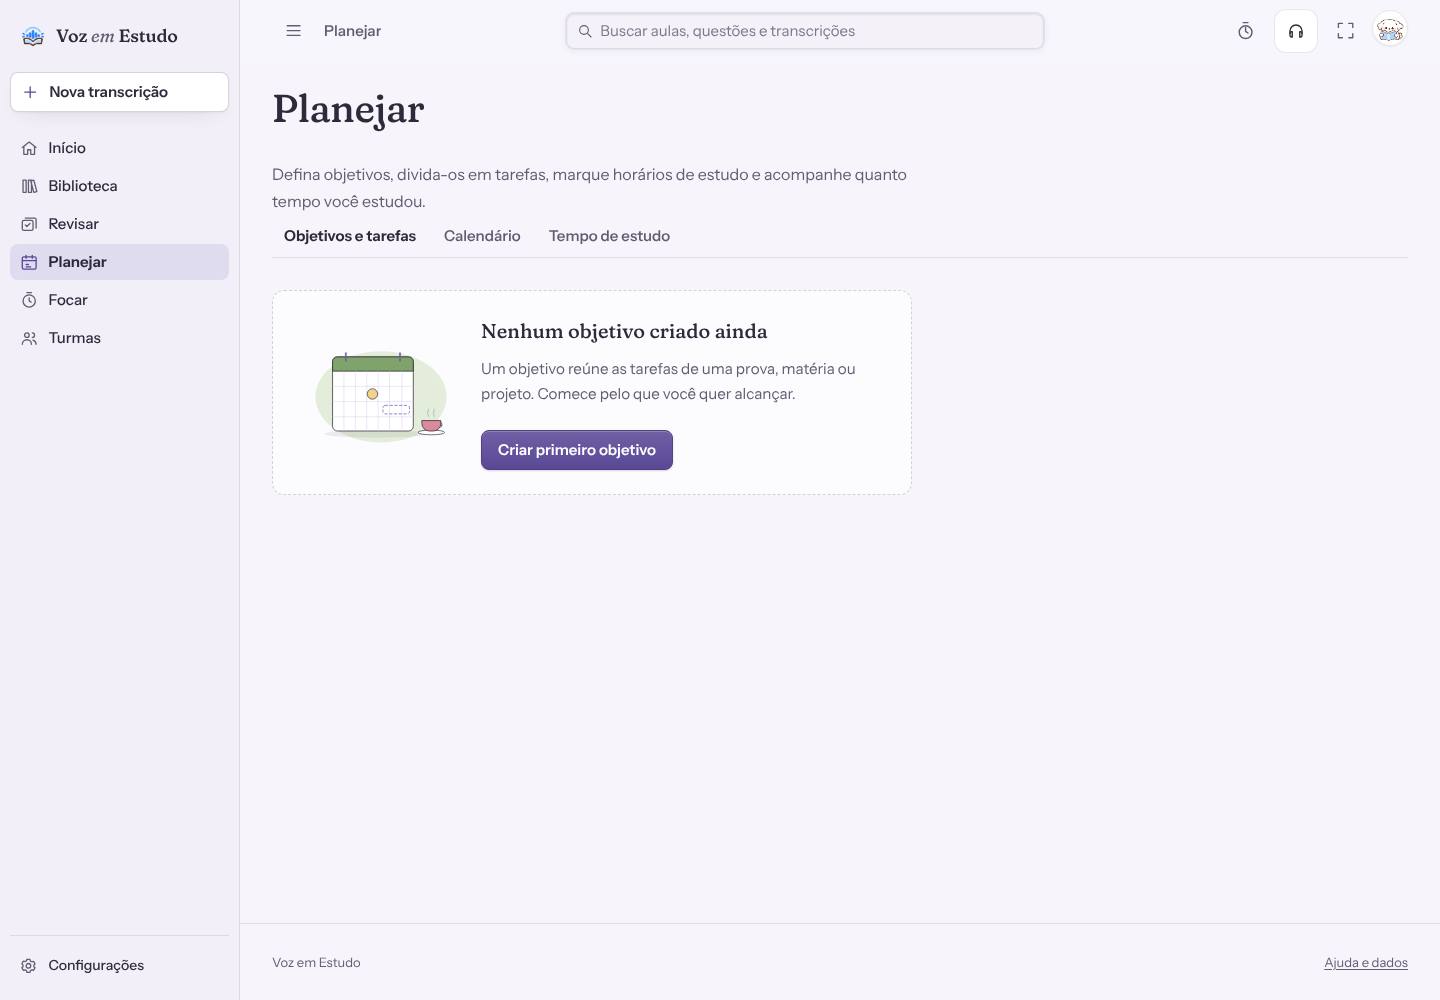 Voz em Estudo
Nova transcrição
Início
Biblioteca
Revisar
Planejar
Focar
Turmas
Configurações
Planejar
Buscar aulas, questões e transcrições
Planejar
Defina objetivos, divida-os em tarefas, marque horários de estudo e acompanhe quanto
tempo você estudou.
Objetivos e tarefas
Calendário
Tempo de estudo
Nenhum objetivo criado ainda
Um objetivo reúne as tarefas de uma prova, matéria ou
projeto. Comece pelo que você quer alcançar.
Criar primeiro objetivo
Voz em Estudo
Ajuda e dados